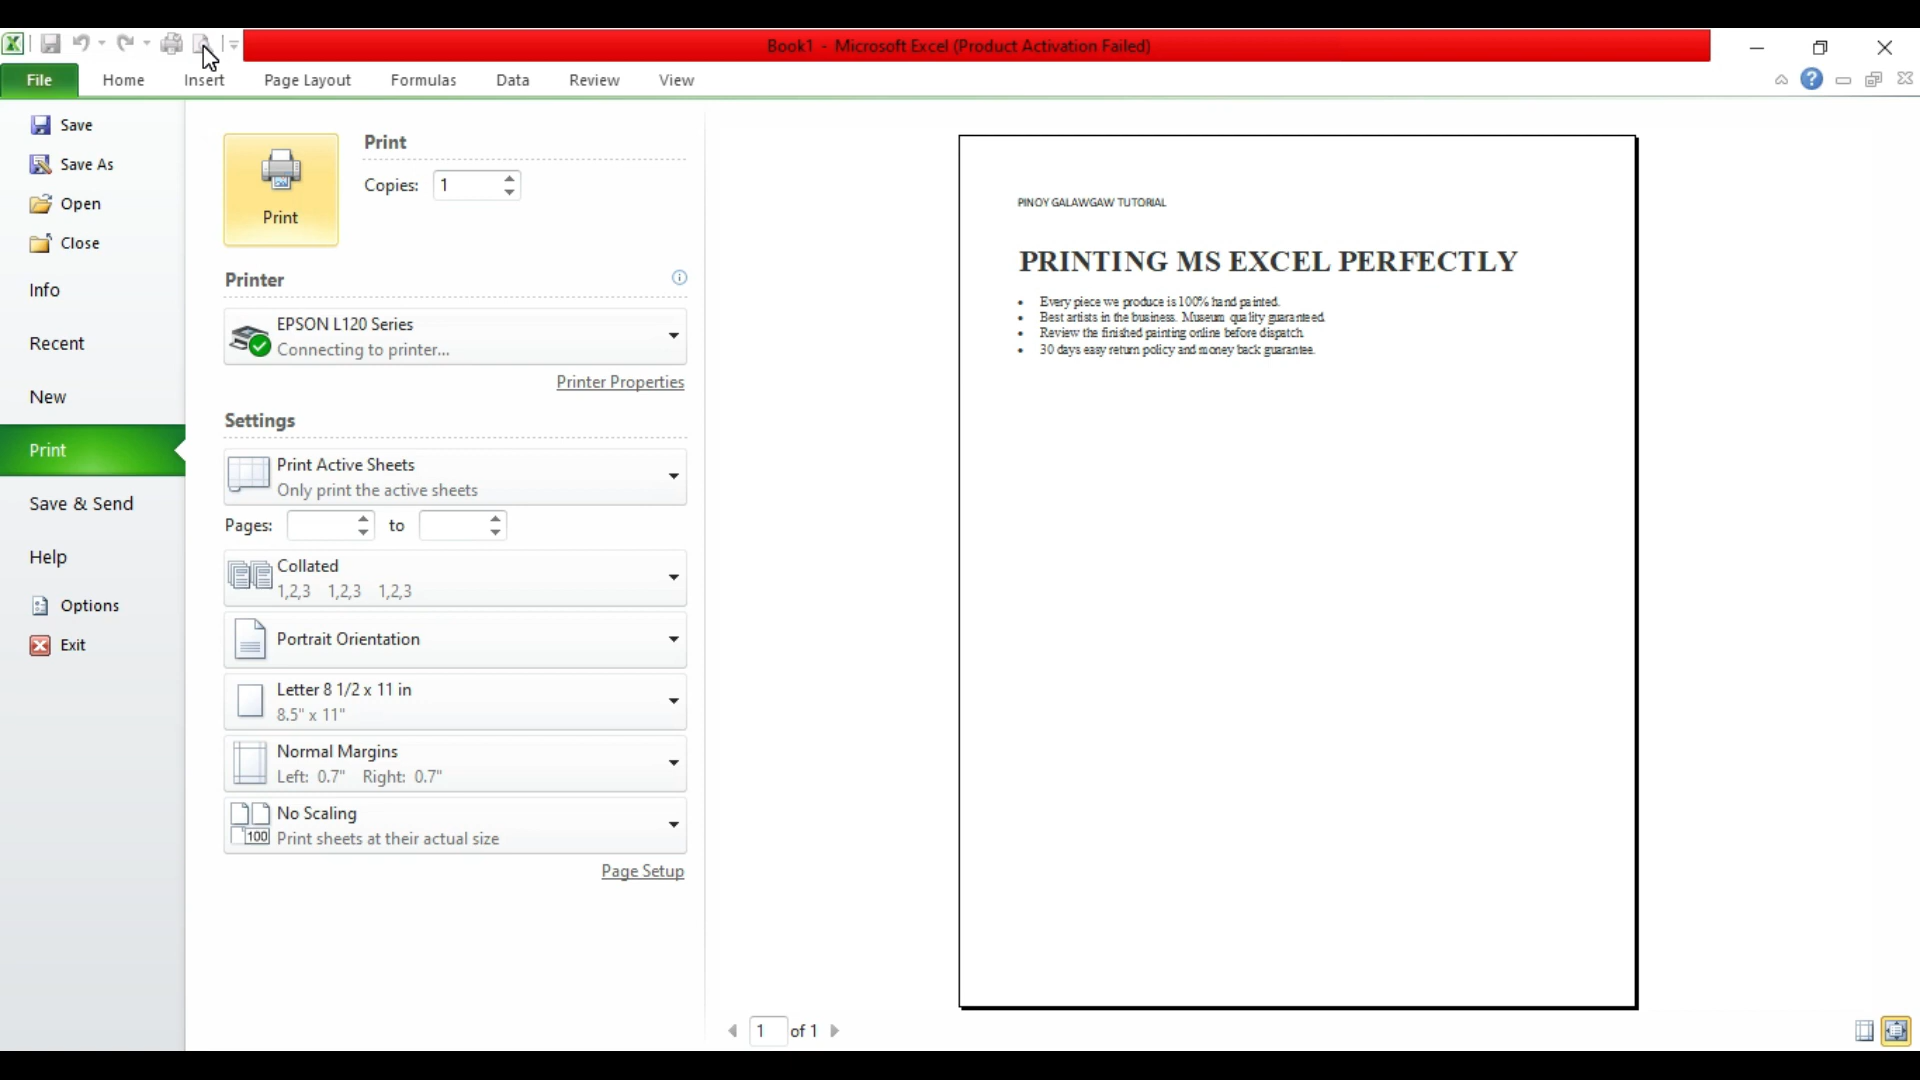 Book1 - Microsoft Excel (Product Activation Failed)
File Home Insert Page Layout Formulas Data Review View
Save
Save As
Open
Close
Info
Recent
New
Print
Save & Send
Help
Options
Exit
Print
Print
Copies: 1
Printer
EPSON L120 Series
Connecting to printer...
Printer Properties
Settings
Print Active Sheets
Only print the active sheets
Pages: to
Collated
1,2,3 1,2,3 1,2,3
Portrait Orientation
Letter 8 1/2 x 11 in
8.5" x 11"
Normal Margins
Left: 0.7" Right: 0.7"
No Scaling
100 Print sheets at their actual size
Page Setup
PINOY GALAWGAW TUTORIAL
PRINTING MS EXCEL PERFECTLY
• Every piece we produce is 100% hand painted.
• Best artists in the business. Museum quality guaranteed.
• Review the finished painting online before dispatch.
• 30 days easy return policy and money back guarantee.
1 of 1